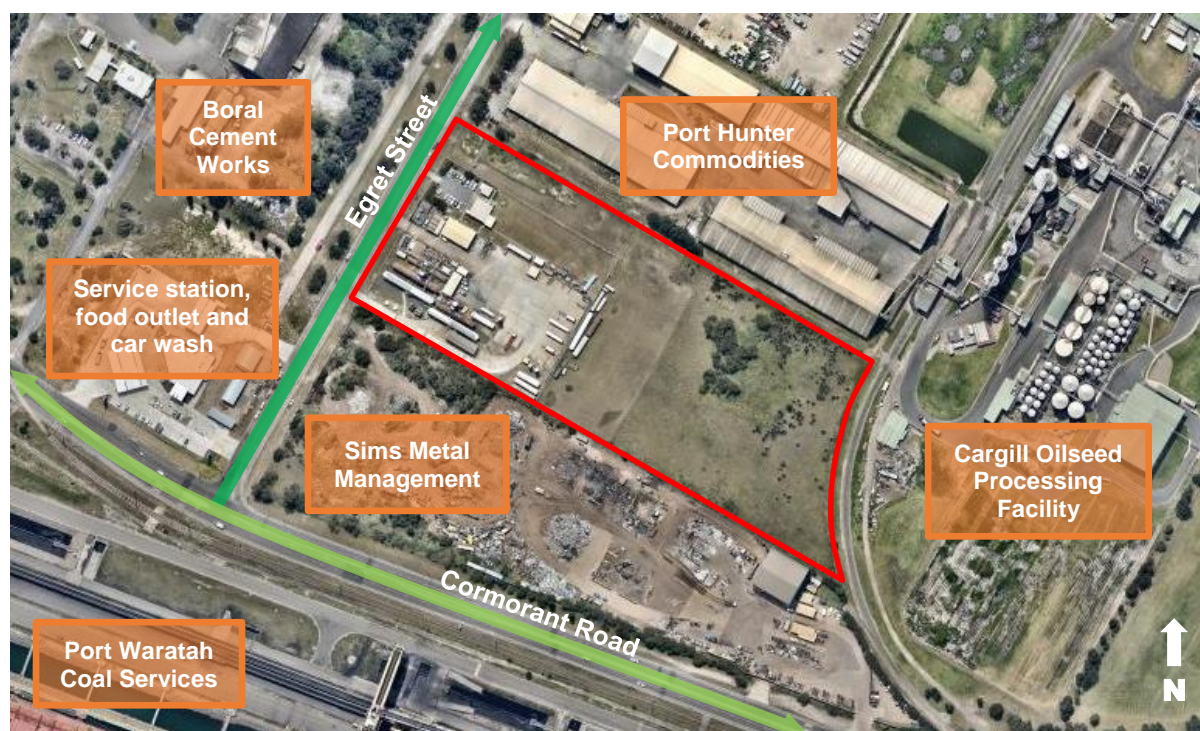 Boral
Cement
Works
Egret Street
Port Hunter
Commodities
Service station,
food outlet and
car wash
Sims Metal
Management
Cargill Oilseed
Processing
Facility
Cormorant Road
Port Waratah
Coal Services
N